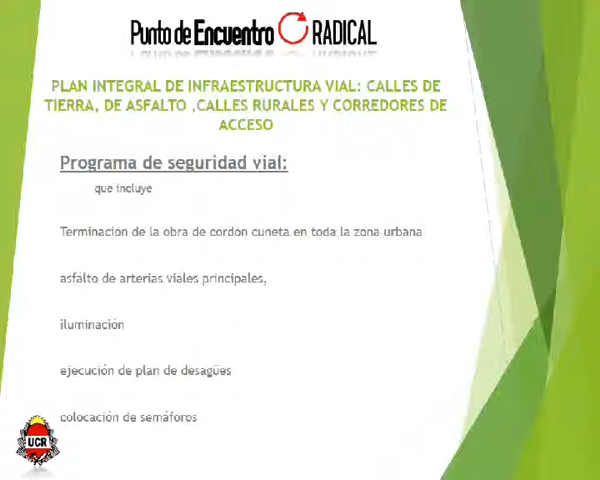 Punto de Encuentro RADICAL
PLAN INTEGRAL DE INFRAESTRUCTURA VIAL: CALLES DE
TIERRA, DE ASFALTO ,CALLES RURALES Y CORREDORES DE
ACCESO
Programa de seguridad vial:
que incluye
Terminación de la obra de cordón cuneta en toda la zona urbana
asfalto de arterias viales principales,
iluminación
ejecución de plan de desagües
colocación de semáforos
UCR